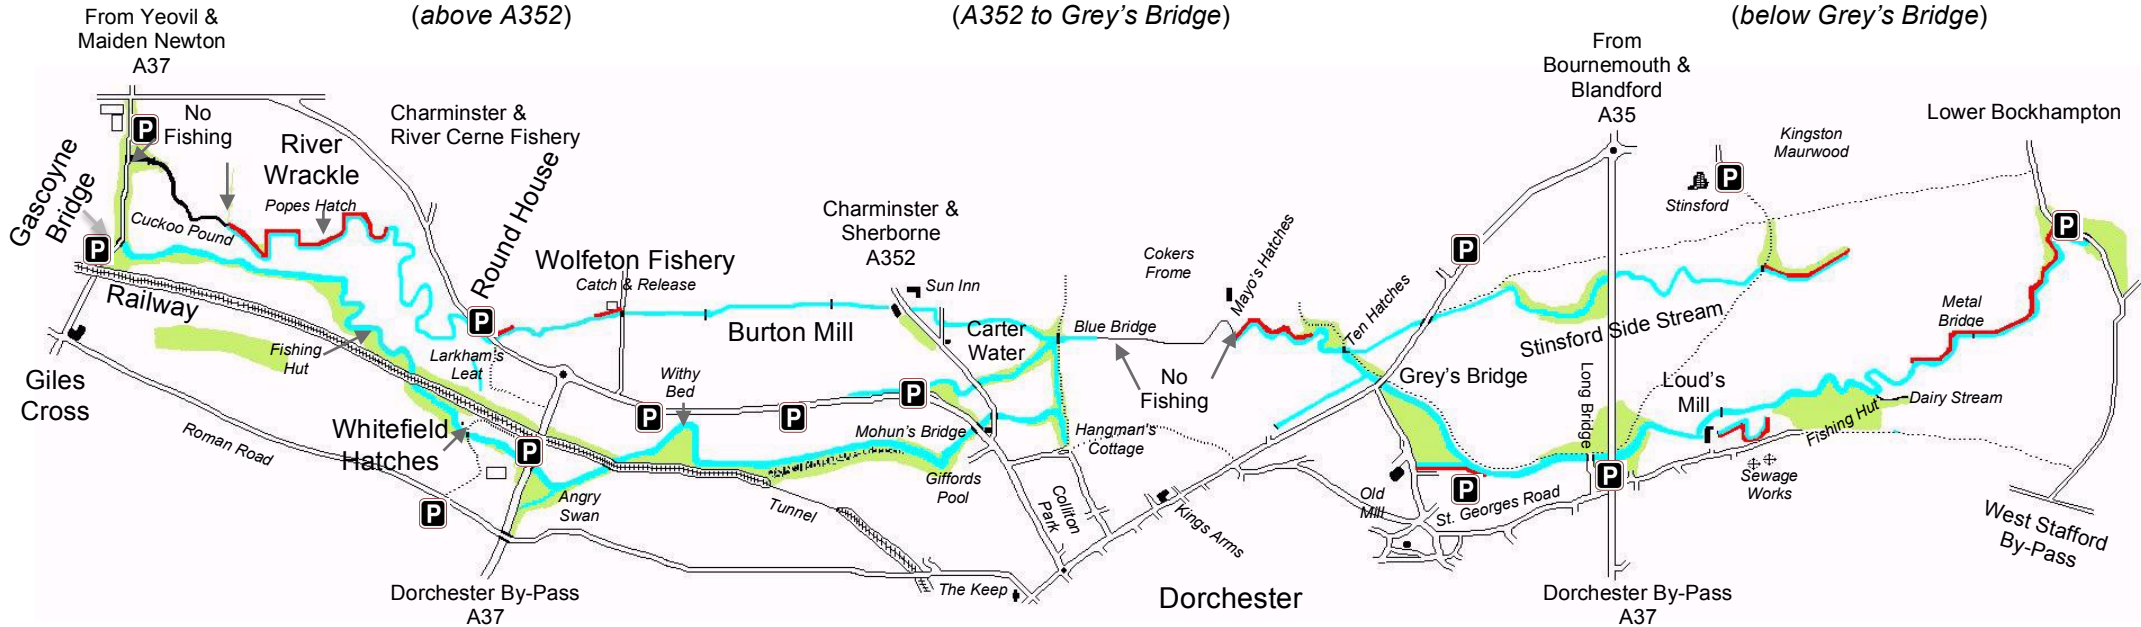 (above A352)
(A352 to Grey's Bridge)
(below Grey's Bridge)
From Yeovil &
Maiden Newton
A37
No
Fishing
P
River
Wrackle
Popes Hatch
Cuckoo Pound
Gascoyne
Bridge
P
Charminster &
River Cerne Fishery
Round House
P
Wolfeton Fishery
Catch & Release
Charminster &
Sherborne
A352
Sun Inn
Burton Mill
Carter
Water
Blue Bridge
Cokers
Frome
Mayo's Hatches
Ten Hatches
No
Fishing
From
Bournemouth &
Blandford
A35
P
Kingston
Maurwood
P
Stinsford
Lower Bockhampton
P
Stinsford Side Stream
Metal
Bridge
Railway
Fishing
Hut
Larkham's
Leat
Giles
Cross
Roman Road
Whitefield
Hatches
P
P
Angry
Swan
Withy
Bed
P
P
P
Mohun's Bridge
Giffords
Pool
Hangman's
Cottage
Colliton
Park
Tunnel
The Keep
Kings Arms
Dorchester
Dorchester By-Pass
A37
Grey's Bridge
Old
Mill
P
St. Georges Road
Long Bridge
P
Loud's
Mill
Sewage
Works
Fishing Hut
Dairy Stream
West Stafford
By-Pass
Dorchester By-Pass
A37